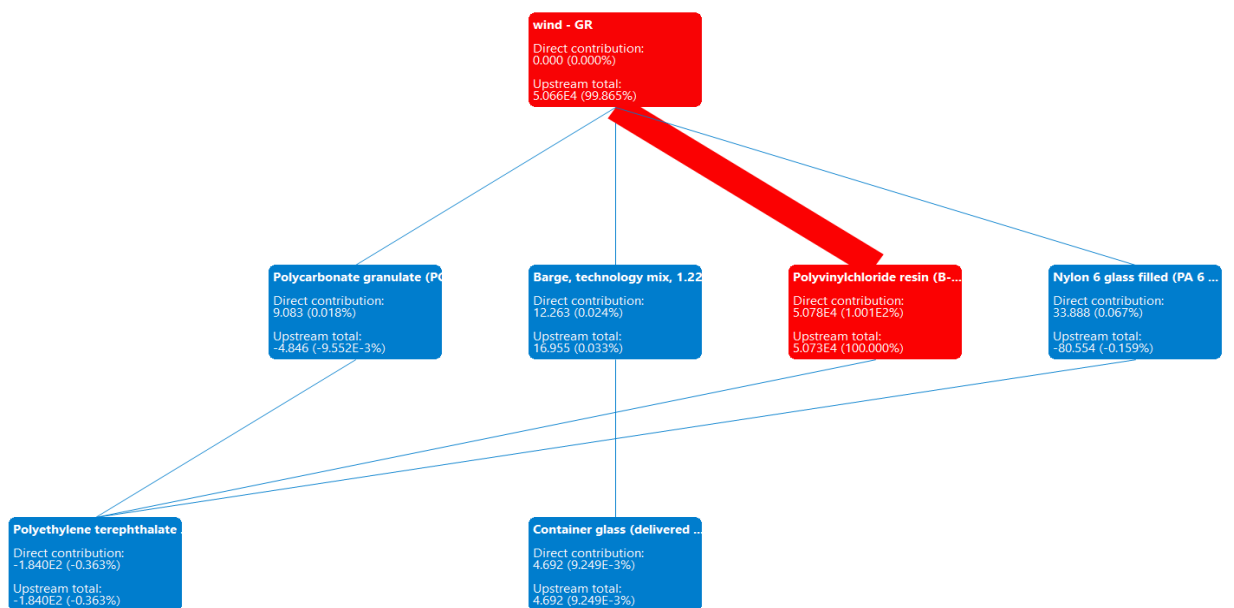 wind - GR
Direct contribution:
0.000 (0.000%)
Upstream total:
5.066E4 (99.865%)
Polycarbonate granulate (PC
Direct contribution:
9.083 (0.018%)
Upstream total:
-4.846 (-9.552E-3%)
Barge, technology mix, 1.22
Direct contribution:
12.263 (0.024%)
Upstream total:
16.955 (0.033%)
Polyvinylchloride resin (B-...
Direct contribution:
5.078E4 (1.001E2%)
Upstream total:
5.073E4 (100.000%)
Nylon 6 glass filled (PA 6 ...
Direct contribution:
33.888 (0.067%)
Upstream total:
-80.554 (-0.159%)
Polyethylene terephthalate .
Direct contribution:
-1.840E2 (-0.363%)
Upstream total:
-1.840E2 (-0.363%)
Container glass (delivered ...
Direct contribution:
4.692 (9.249E-3%)
Upstream total:
4.692 (9.249E-3%)